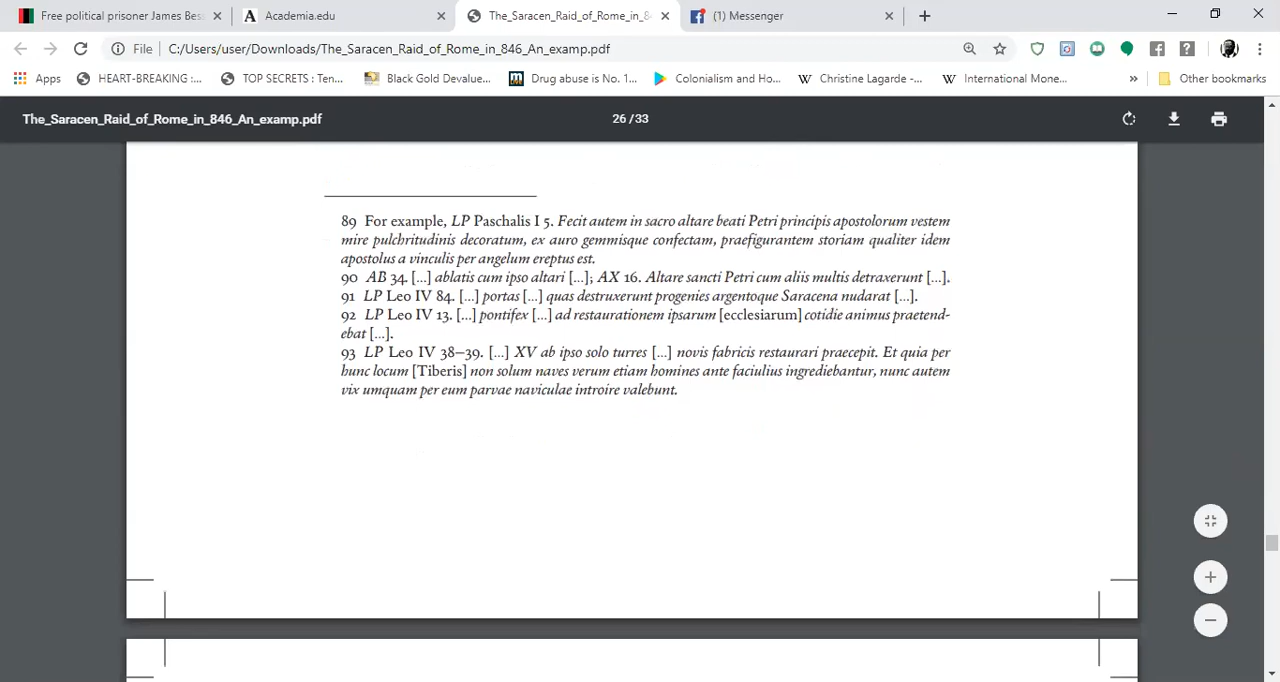 Free political prisoner James Bess
Academia.edu
The_Saracen_Raid_of_Rome_in_8
(1) Messenger
File
C:/Users/user/Downloads/The_Saracen_Raid_of_Rome_in_846_An_examp.pdf
Apps
HEART-BREAKING :...
TOP SECRETS : Ten...
Black Gold Devalue...
Drug abuse is No. 1...
Colonialism and Ho...
Christine Lagarde -...
International Mone...
»
Other bookmarks
The_Saracen_Raid_of_Rome_in_846_An_examp.pdf
26 / 33
89 For example, LP Paschalis I 5. Fecit autem in sacro altare beati Petri principis apostolorum vestem
mire pulchritudinis decoratum, ex auro gemmisque confectam, praefigurantem storiam qualiter idem
apostolus a vinculis per angelum ereptus est.
90 AB 34. [...] ablatis cum ipso altari [...]; AX 16. Altare sancti Petri cum aliis multis detraxerunt [...].
91 LP Leo IV 84. [...] portas [...] quas destruxerunt progenies argentoque Saracena nudarat [...].
92 LP Leo IV 13. [...] pontifex [...] ad restaurationem ipsarum [ecclesiarum] cotidie animus praetend-
ebat [...].
93 LP Leo IV 38–39. [...] XV ab ipso solo turres [...] novis fabricis restaurari praecepit. Et quia per
hunc locum [Tiberis] non solum naves verum etiam homines ante faciulius ingrediebantur, nunc autem
vix umquam per eum parvae naviculae introire valebunt.